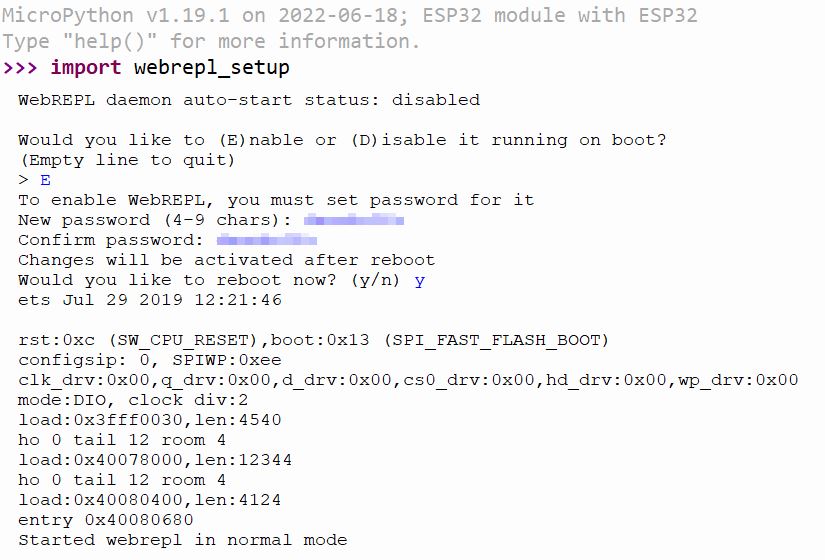 MicroPython v1.19.1 on 2022-06-18; ESP32 module with ESP32
Type "help()" for more information.
>>> import webrepl_setup
WebREPL daemon auto-start status: disabled
Would you like to (E)nable or (D)isable it running on boot?
(Empty line to quit)
> E
To enable WebREPL, you must set password for it
New password (4-9 chars):
Confirm password:
Changes will be activated after reboot
Would you like to reboot now? (y/n) y
ets Jul 29 2019 12:21:46
rst:0xc (SW_CPU_RESET),boot:0x13 (SPI_FAST_FLASH_BOOT)
configsip: 0, SPIWP:0xee
clk_drv:0x00,q_drv:0x00,d_drv:0x00,cs0_drv:0x00,hd_drv:0x00,wp_drv:0x00
mode:DIO, clock div:2
load:0x3fff0030,len:4540
ho 0 tail 12 room 4
load:0x40078000,len:12344
ho 0 tail 12 room 4
load:0x40080400,len:4124
entry 0x40080680
Started webrepl in normal mode